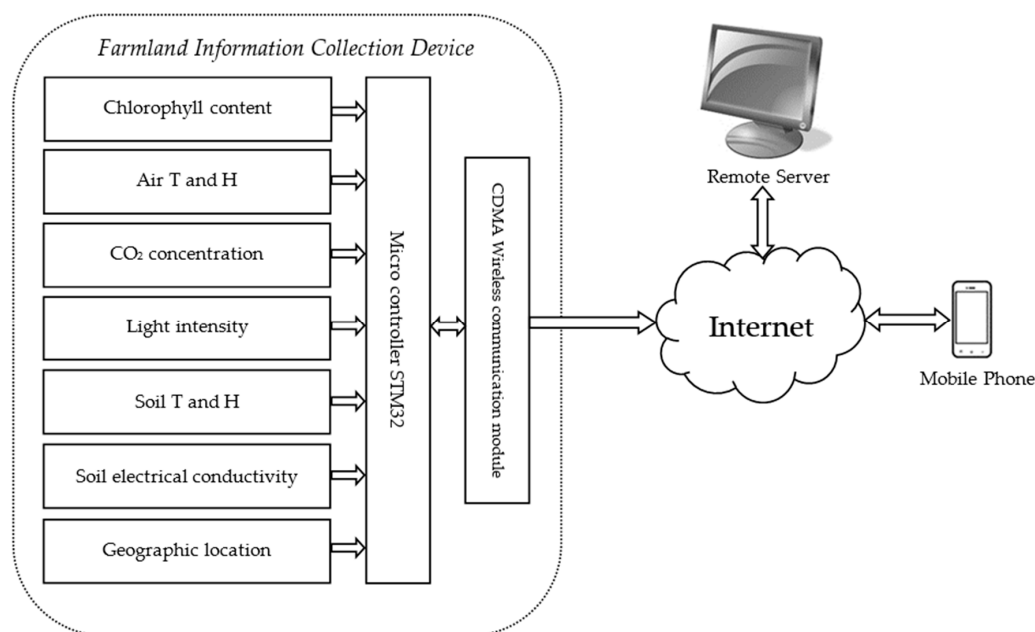 Farmland Information Collection Device
Chlorophyll content
Air T and H
CO₂ concentration
Light intensity
Soil T and H
Soil electrical conductivity
Geographic location
Micro controller STM32
CDMA Wireless communication module
Remote Server
Internet
Mobile Phone